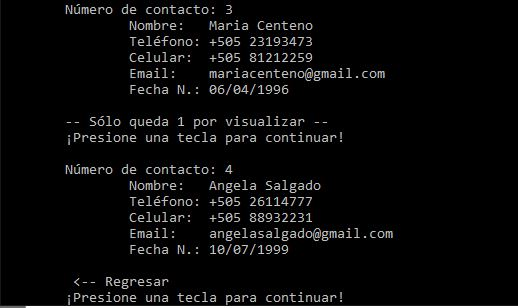 Número de contacto: 3
Nombre: Maria Centeno
Teléfono: +505 23193473
Celular: +505 81212259
Email: mariacenteno@gmail.com
Fecha N.: 06/04/1996
-- Sólo queda 1 por visualizar --
¡Presione una tecla para continuar!
Número de contacto: 4
Nombre: Angela Salgado
Teléfono: +505 26114777
Celular: +505 88932231
Email: angelasalgado@gmail.com
Fecha N.: 10/07/1999
<-- Regresar
¡Presione una tecla para continuar!